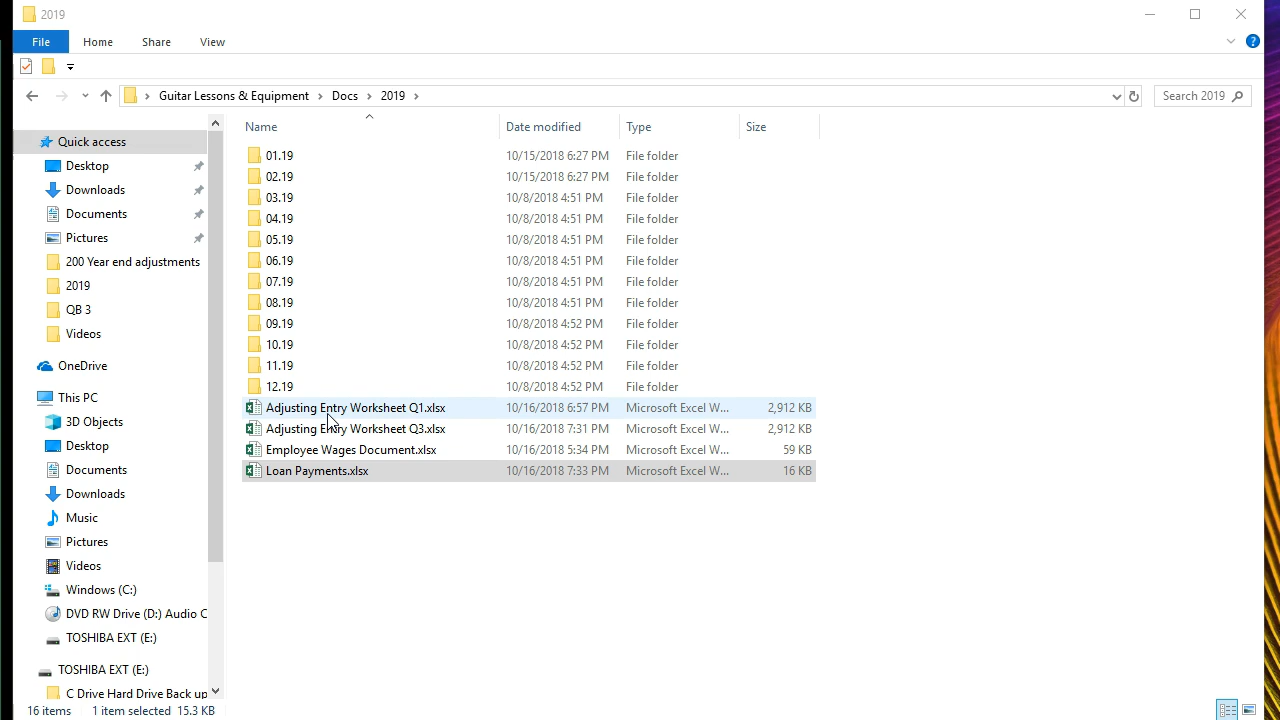 2019
File Home Share View
Guitar Lessons & Equipment Docs 2019
Search 2019
Name Date modified Type Size
Quick access
Desktop
Downloads
Documents
Pictures
200 Year end adjustments
2019
QB 3
Videos
OneDrive
This PC
3D Objects
Desktop
Documents
Downloads
Music
Pictures
Videos
Windows (C:)
DVD RW Drive (D:) Audio C
TOSHIBA EXT (E:)
TOSHIBA EXT (E:)
C Drive Hard Drive Back up
01.19 10/15/2018 6:27 PM File folder
02.19 10/15/2018 6:27 PM File folder
03.19 10/8/2018 4:51 PM File folder
04.19 10/8/2018 4:51 PM File folder
05.19 10/8/2018 4:51 PM File folder
06.19 10/8/2018 4:51 PM File folder
07.19 10/8/2018 4:51 PM File folder
08.19 10/8/2018 4:51 PM File folder
09.19 10/8/2018 4:52 PM File folder
10.19 10/8/2018 4:52 PM File folder
11.19 10/8/2018 4:52 PM File folder
12.19 10/8/2018 4:52 PM File folder
Adjusting Entry Worksheet Q1.xlsx 10/16/2018 6:57 PM Microsoft Excel W... 2,912 KB
Adjusting Entry Worksheet Q3.xlsx 10/16/2018 7:31 PM Microsoft Excel W... 2,912 KB
Employee Wages Document.xlsx 10/16/2018 5:34 PM Microsoft Excel W... 59 KB
Loan Payments.xlsx 10/16/2018 7:33 PM Microsoft Excel W... 16 KB
16 items 1 item selected 15.3 KB